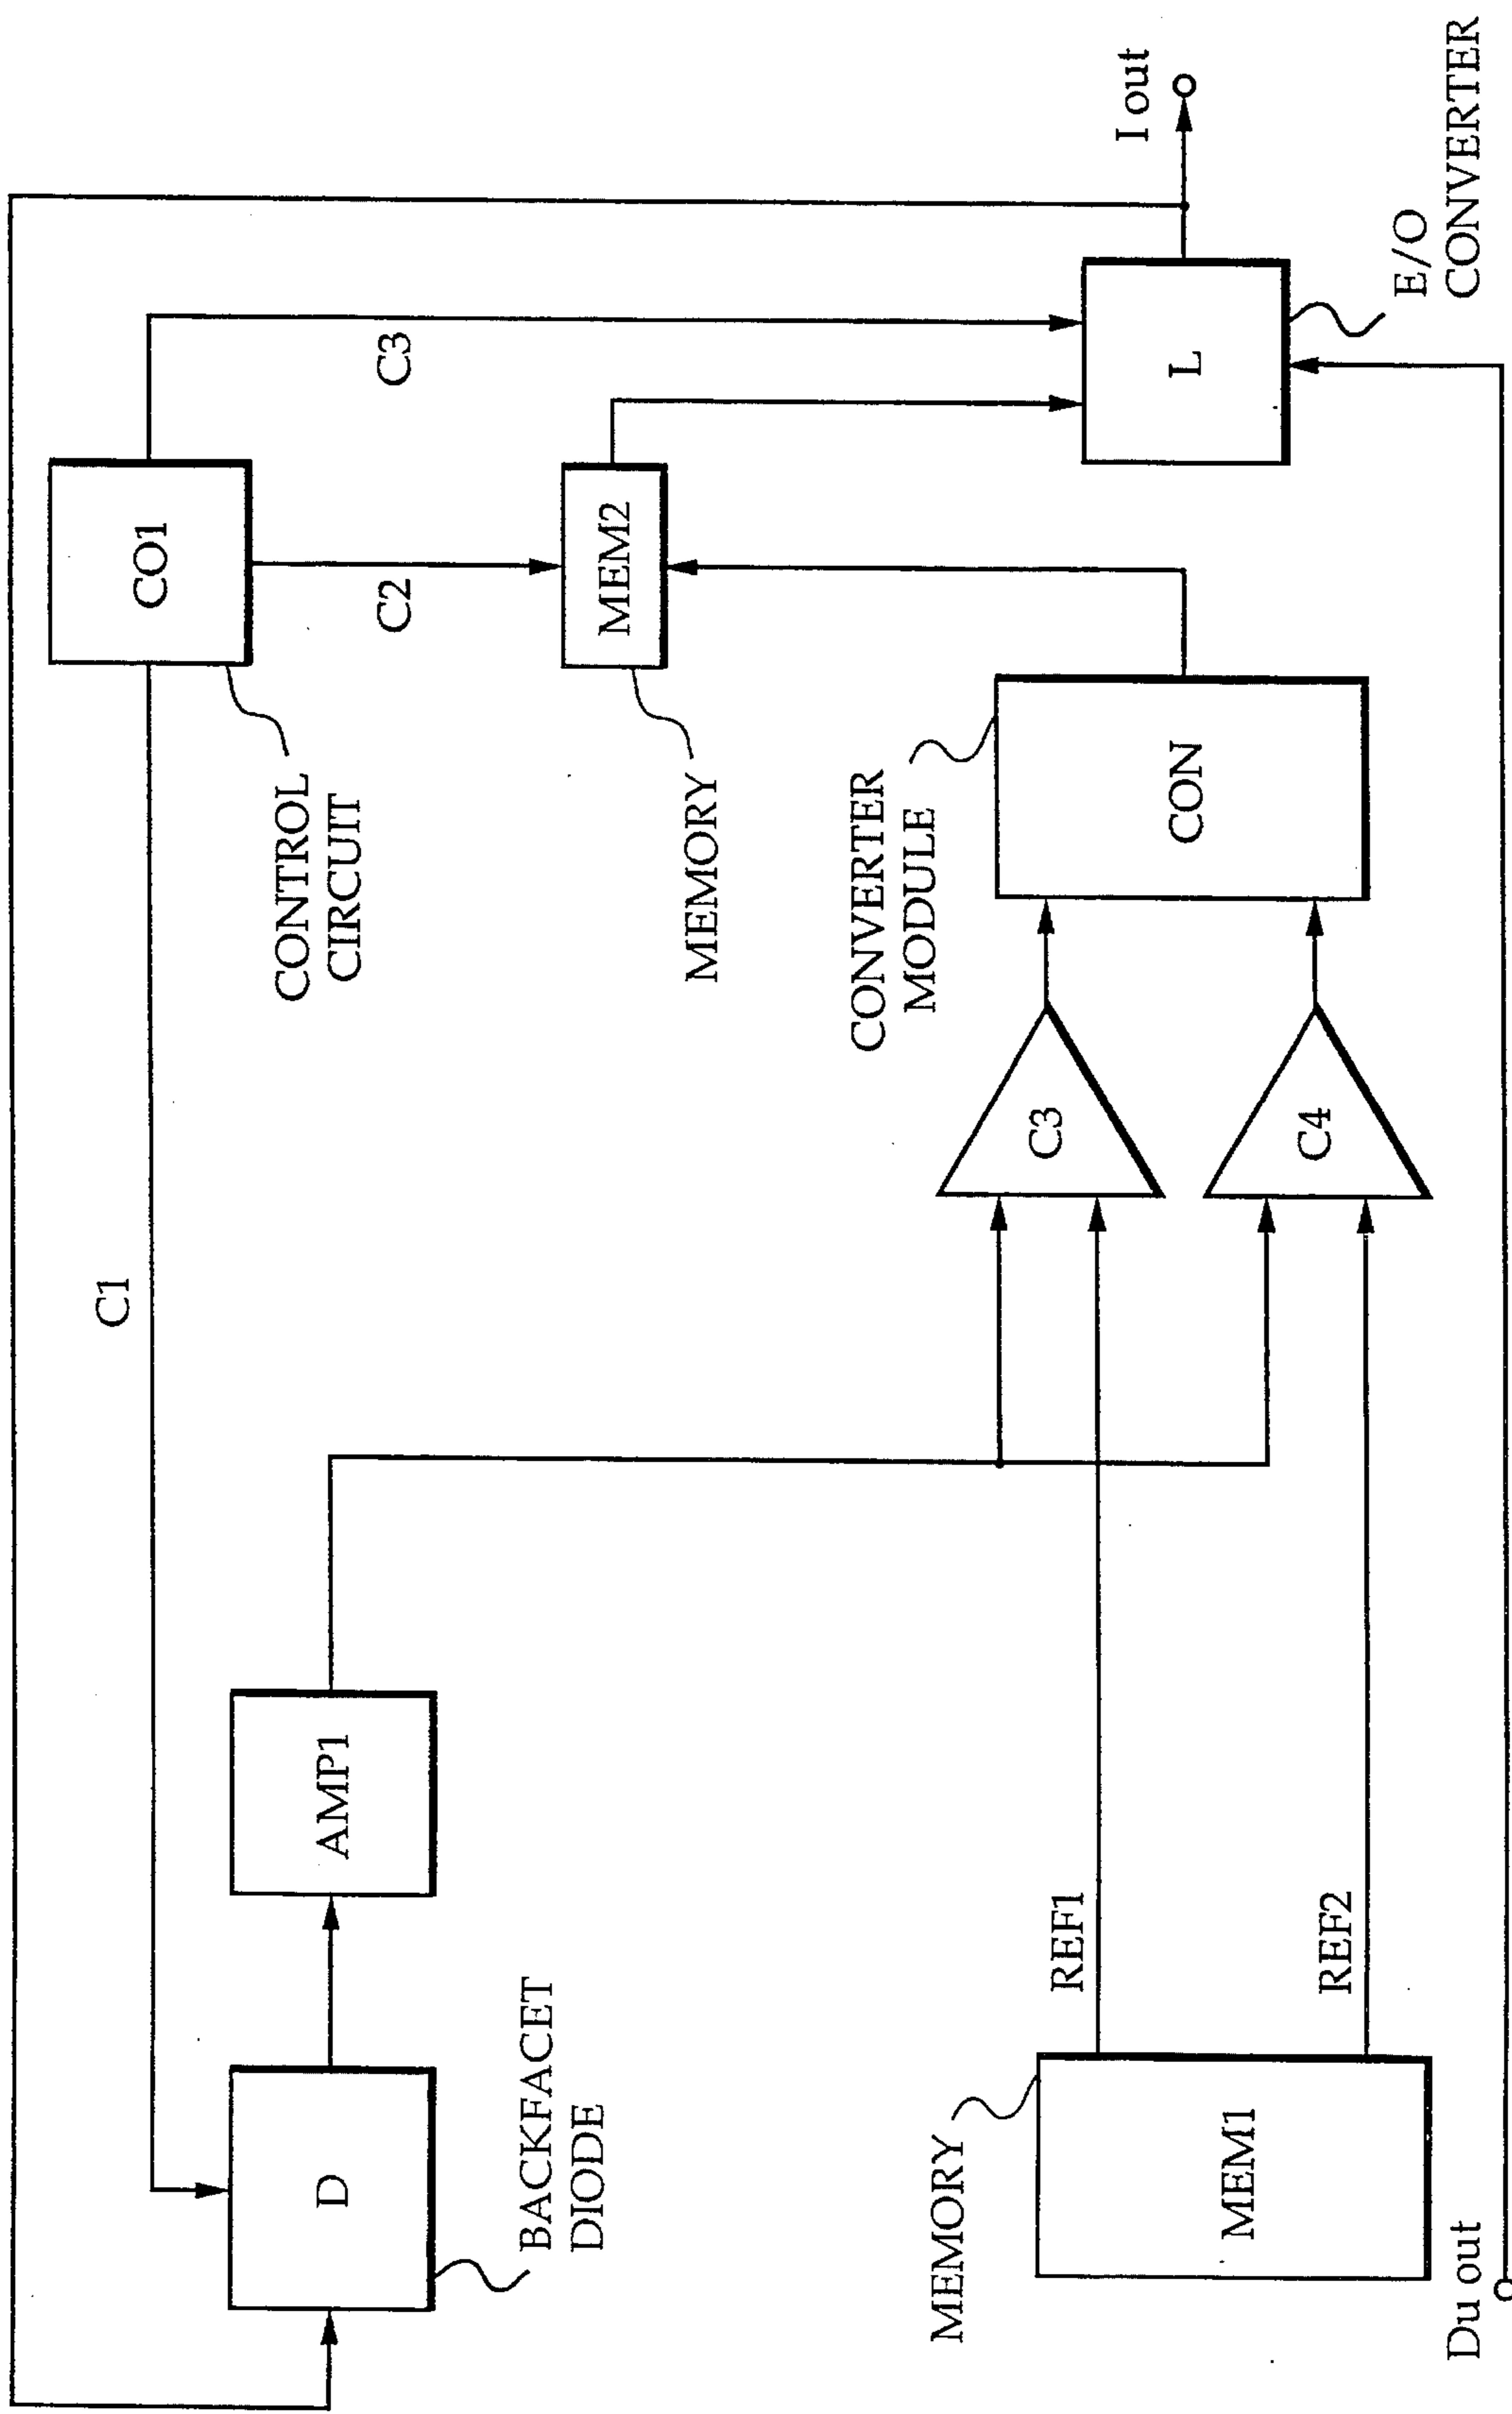 C1
CO1
C3
C2
CONTROL
CIRCUIT
D
AMP1
BACKFACET
DIODE
MEM2
MEMORY
CONVERTER
MODULE
MEMORY
MEM1
REF1
REF2
C3
C4
CON
L
I out
E/O
CONVERTER
Du out